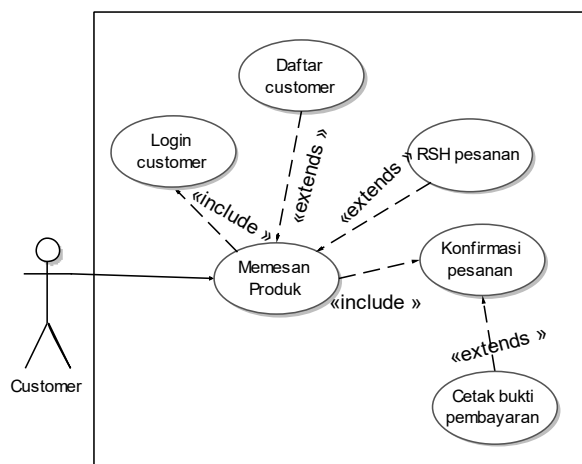 Daftar
customer
Login
customer
«extends »
RSH pesanan
«extends »
«include »
Memesan
Produk
Konfirmasi
pesanan
«include »
«extends »
Customer
Cetak bukti
pembayaran